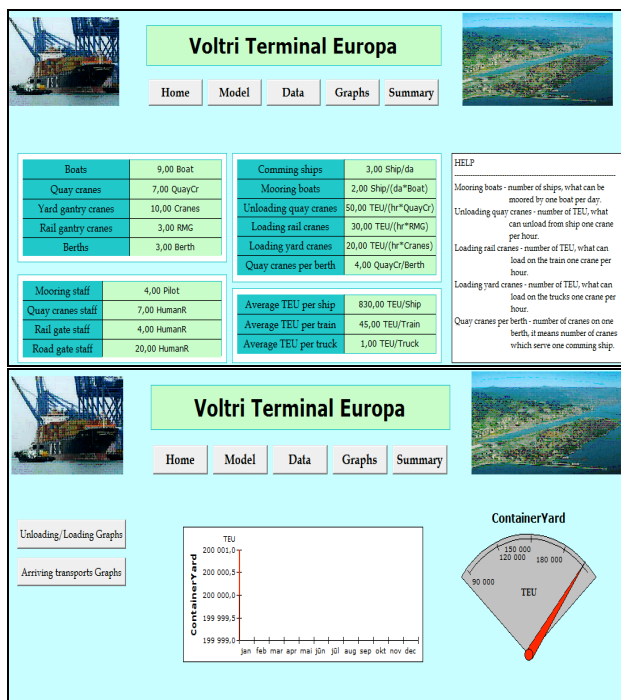 Voltri Terminal Europa
Home Model Data Graphs Summary
Boats 9,00 Boat
Quay cranes 7,00 QuayCr
Yard gantry cranes 10,00 Cranes
Rail gantry cranes 3,00 RMG
Berths 3,00 Berth
Mooring staff 4,00 Pilot
Quay cranes staff 7,00 HumanR
Rail gate staff 4,00 HumanR
Road gate staff 20,00 HumanR
Comming ships 3,00 Ship/da
Mooring boats 2,00 Ship/(da*Boat)
Unloading quay cranes 50,00 TEU/(hr*QuayCr)
Loading rail cranes 30,00 TEU/(hr*RMG)
Loading yard cranes 20,00 TEU/(hr*Cranes)
Quay cranes per berth 4,00 QuayCr/Berth
Average TEU per ship 830,00 TEU/Ship
Average TEU per train 45,00 TEU/Train
Average TEU per truck 1,00 TEU/Truck
HELP
Mooring boats - number of ships, what can be
moored by one boat per day.
Unloading quay cranes - number of TEU, what
can unload from ship one crane
per hour.
Loading rail cranes - number of TEU, what can
load on the train one crane per
hour.
Loading yard cranes - number of TEU, what can
load on the trucks one crane per
hour.
Quay cranes per berth - number of cranes on one
berth, it means number of cranes
which serve one comming ship.
Voltri Terminal Europa
Home Model Data Graphs Summary
Unloading/Loading Graphs
Arriving transports Graphs
TEU
ContainerYard
200 001,0
200 000,5
200 000,0
199 999,5
199 999,0
jan feb mar apr mai jūn jūl aug sep okt nov dec
ContainerYard
90 000
120 000
150 000
180 000
TEU